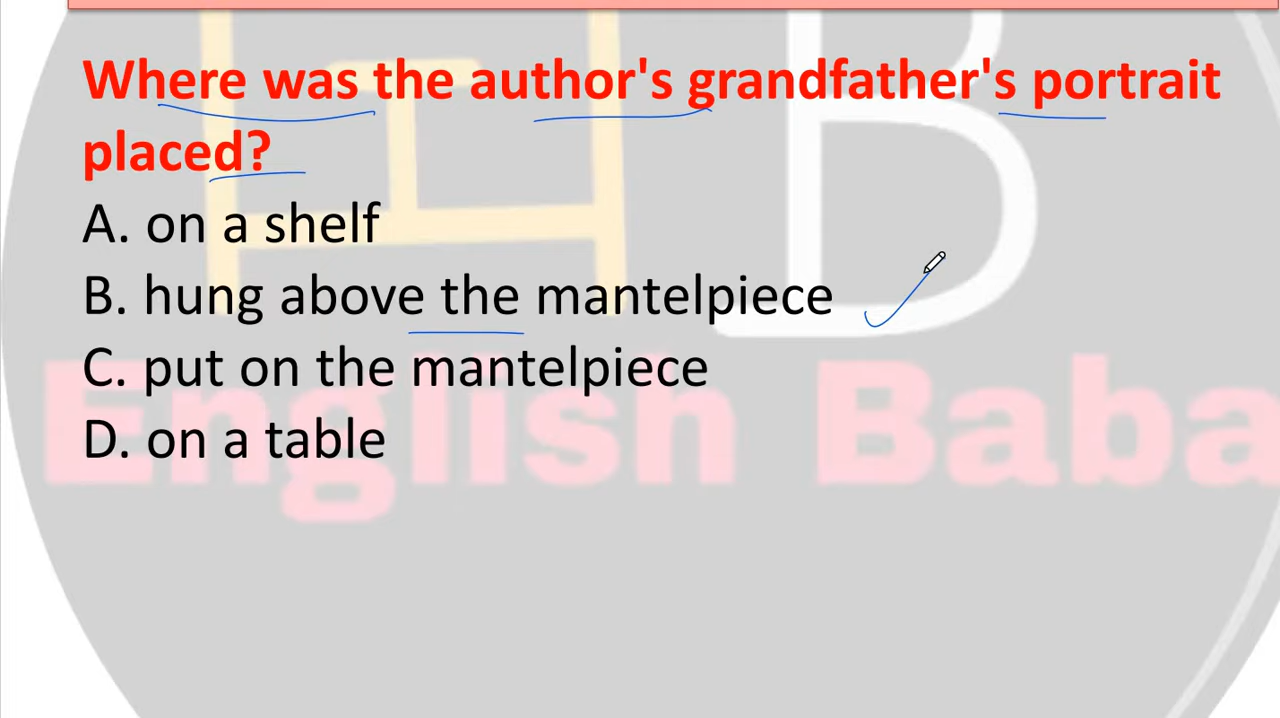 Where was the author's grandfather's portrait
placed?
A. on a shelf
B. hung above the mantelpiece
C. put on the mantelpiece
D. on a table
English Baba